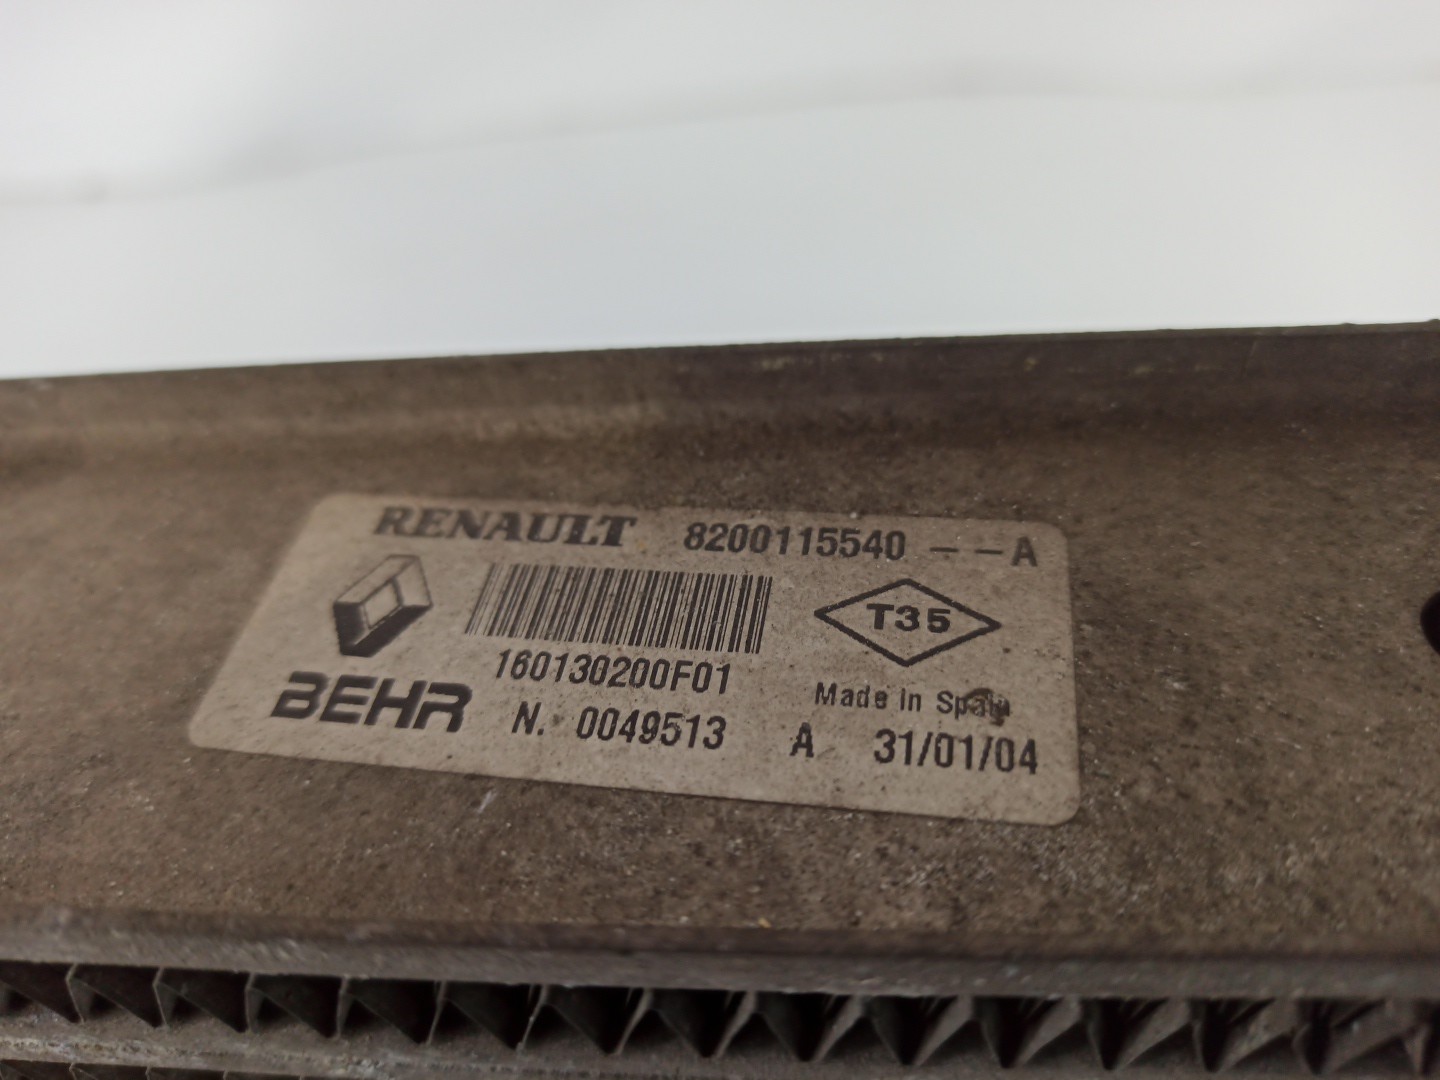 RENAULT 8200115540 - - A
T35
160130200F01
Made in Spain
BEHR N. 0049513 A 31/01/04